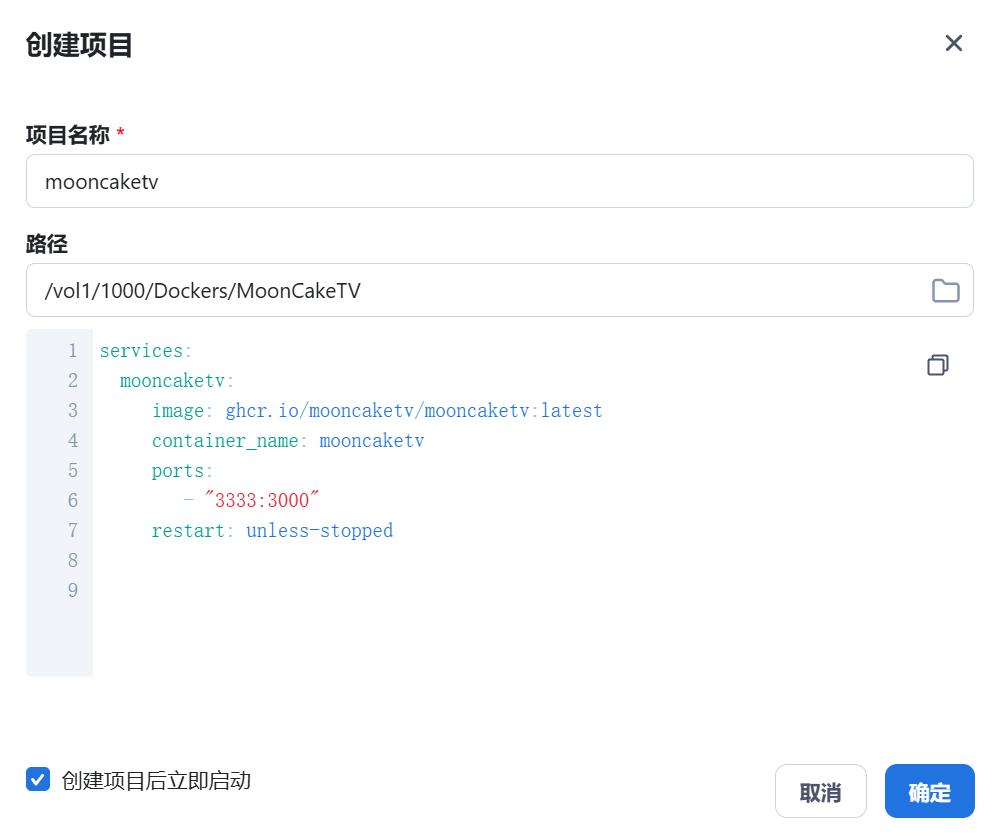 创建项目
项目名称 *
mooncaketv
路径
/vol1/1000/Dockers/MoonCakeTV
1 services:
2   mooncaketv:
3      image: ghcr.io/mooncaketv/mooncaketv:latest
4      container_name: mooncaketv
5      ports:
6         - "3333:3000"
7      restart: unless-stopped
8
9
创建项目后立即启动
取消
确定